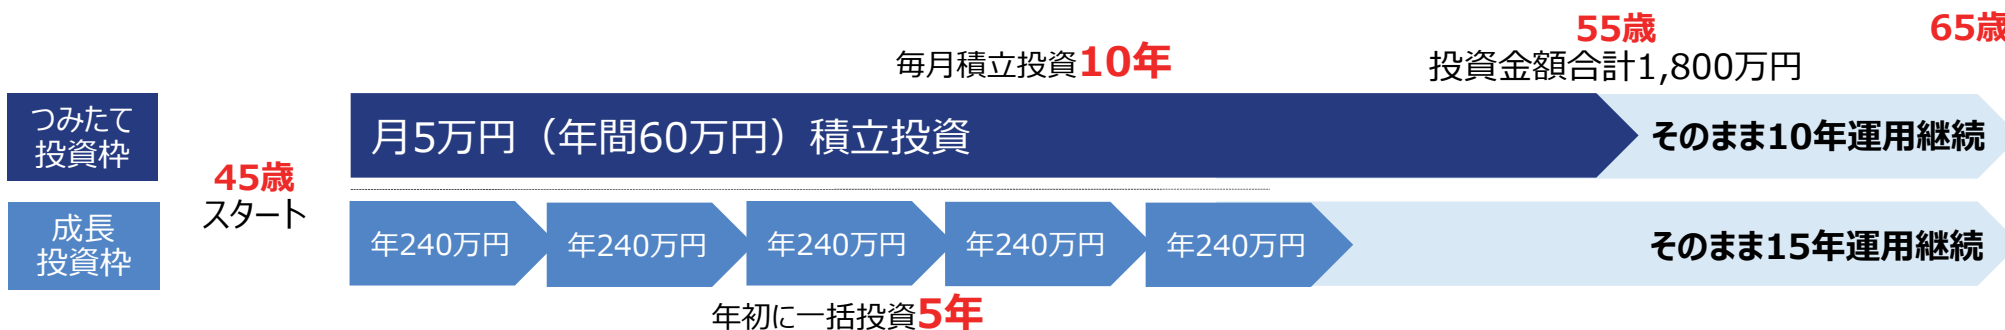 55歳
65歳
毎月積立投資10年
投資金額合計1,800万円
つみたて
投資枠
月5万円（年間60万円）積立投資
そのまま10年運用継続
45歳
スタート
成長
投資枠
年240万円
年240万円
年240万円
年240万円
年240万円
そのまま15年運用継続
年初に一括投資5年